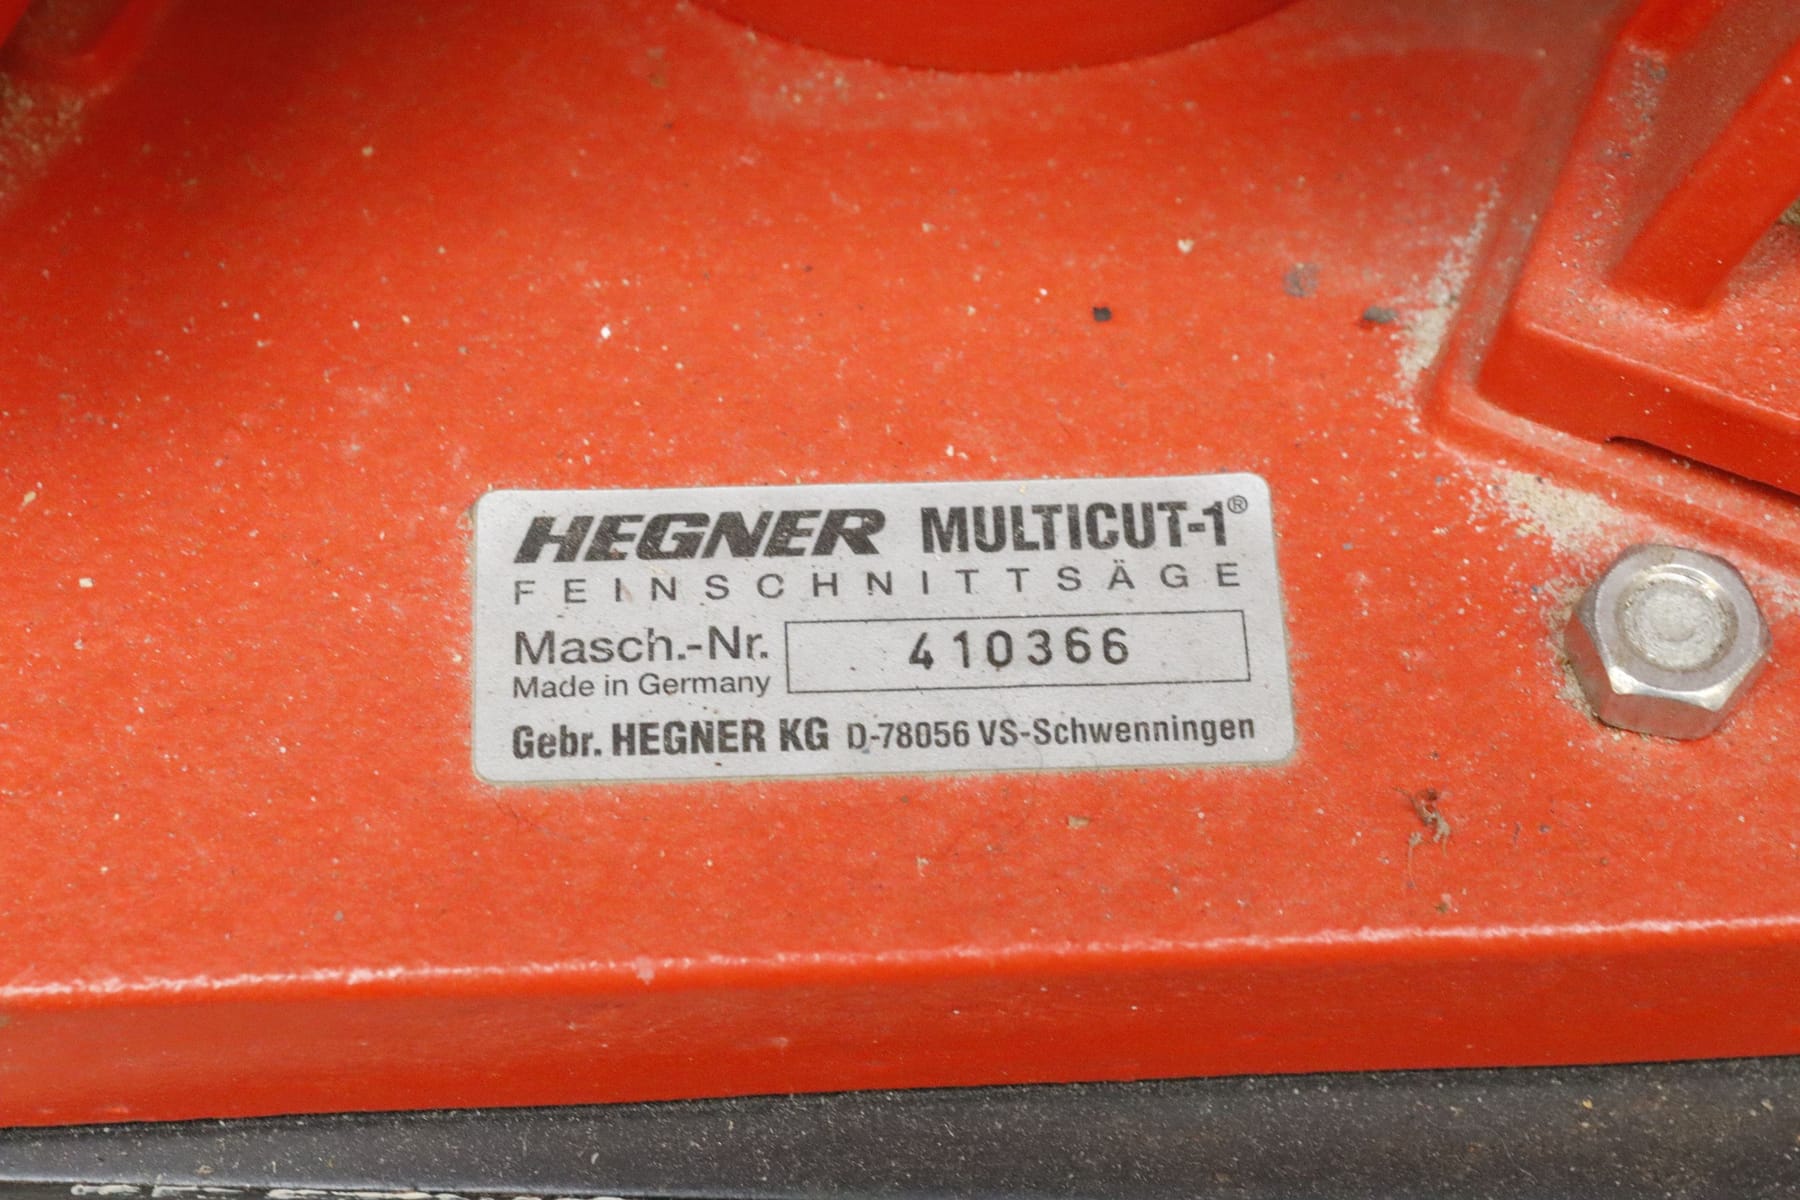 HEGNER MULTICUT-1®
FEINSCHNITTSÄGE
Masch.-Nr. 410366
Made in Germany
Gebr. HEGNER KG D-78056 VS-Schwenningen